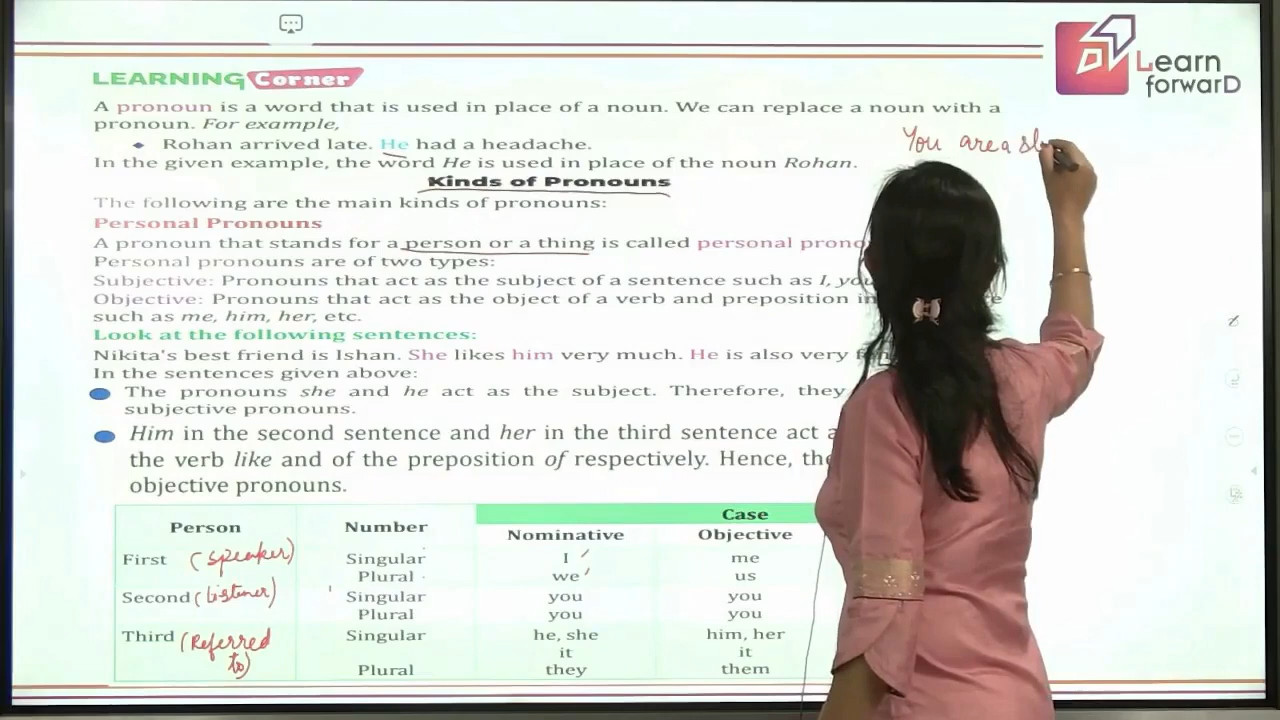 LEARNING Corner
Learn
forwarD
A pronoun is a word that is used in place of a noun. We can replace a noun with a
pronoun. For example,
Rohan arrived late. He had a headache.
You are a
In the given example, the word He is used in place of the noun Rohan.
Kinds of Pronouns
The following are the main kinds of pronouns:
Personal Pronouns
A pronoun that stands for a person or a thing is called personal
Personal pronouns are of two types:
Subjective: Pronouns that act as the subject of a sentence such as I,
Objective: Pronouns that act as the object of a verb and preposition
such as me, him, her, etc.
Look at the following sentences:
Nikita's best friend is Ishan. She likes him very much. He is also very
In the sentences given above:
The pronouns she and he act as the subject. Therefore, they
subjective pronouns.
Him in the second sentence and her in the third sentence act
the verb like and of the preposition of respectively. Hence,
objective pronouns.
Person Number Case
Nominative Objective
First (Speaker) Singular I me
Plural we us
Second (Listener) Singular you you
Plural you you
Third (Referred to) Singular he, she him, her
it it
Plural they them